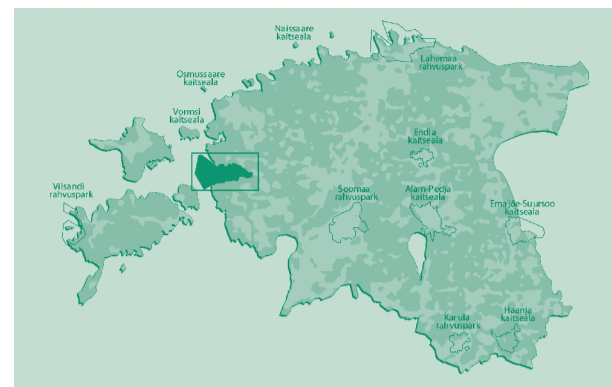 Naissaare
kaitseala
Lahemaa
rahvuspark
Osmussaare
kaitseala
Vormsi
kaitseala
Endla
kaitseala
Vilsandi
rahvuspark
Soomaa
rahvuspark
Alam-Pedja
kaitseala
Emajõe-Suursoo
kaitseala
Karula
rahvuspark
Haanja
kaitseala